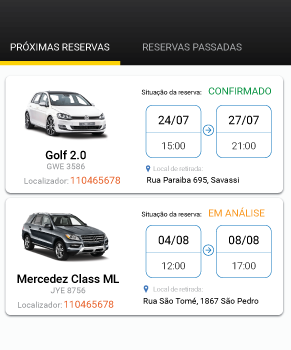 PRÓXIMAS RESERVAS RESERVAS PASSADAS
Situação da reserva: CONFIRMADO
24/07 27/07
15:00 21:00
Golf 2.0
GWE 3586
Localizador: 110465678
Local de retirada:
Rua Paraiba 695, Savassi
Situação da reserva: EM ANÁLISE
04/08 08/08
12:00 17:00
Mercedez Class ML
JYE 8756
Localizador: 110465678
Local de retirada:
Rua São Tomé, 1867 São Pedro